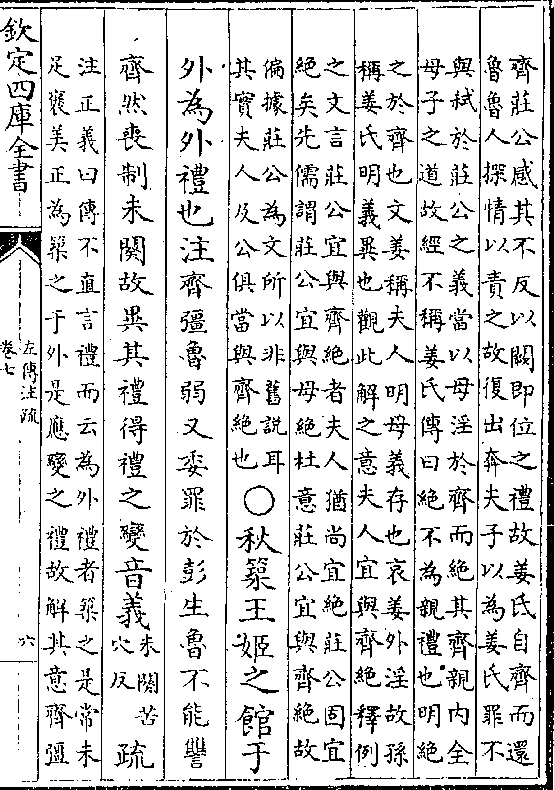 齊莊公感其不反以闕即位之禮故姜氏自齊而還
魯魯人探情以責之故復出奔夫子以為姜氏罪不
與弒於莊公之義當以母淫於齊而絕其齊親內全
母子之道故經不稱姜氏傳曰絕不為親禮也明絕
之於齊也文姜稱夫人明母義存也哀姜外淫故孫
稱姜氏明義異也觀此解之意夫人宜與齊絕釋例
之文言莊公宜與齊絕者夫人猶尚宜絕莊公固宜
絕矣先儒謂莊公宜與母絕杜意莊公宜與齊絕故
偏據莊公為文所以非舊說耳
其實夫人及公俱當與齊絕也
○秋築王姬之館于
外為外禮也注齊彊魯弱又委罪於彭生魯不能讐
齊然喪制未闋故異其禮得禮之變音義
未闋苦
穴反
疏
注正義曰傳不直言禮而云為外禮者築之是常未
足褒美正為築之于外是應變之禮故解其意齊彊
欽定四庫全書
左傳注疏
卷七
六